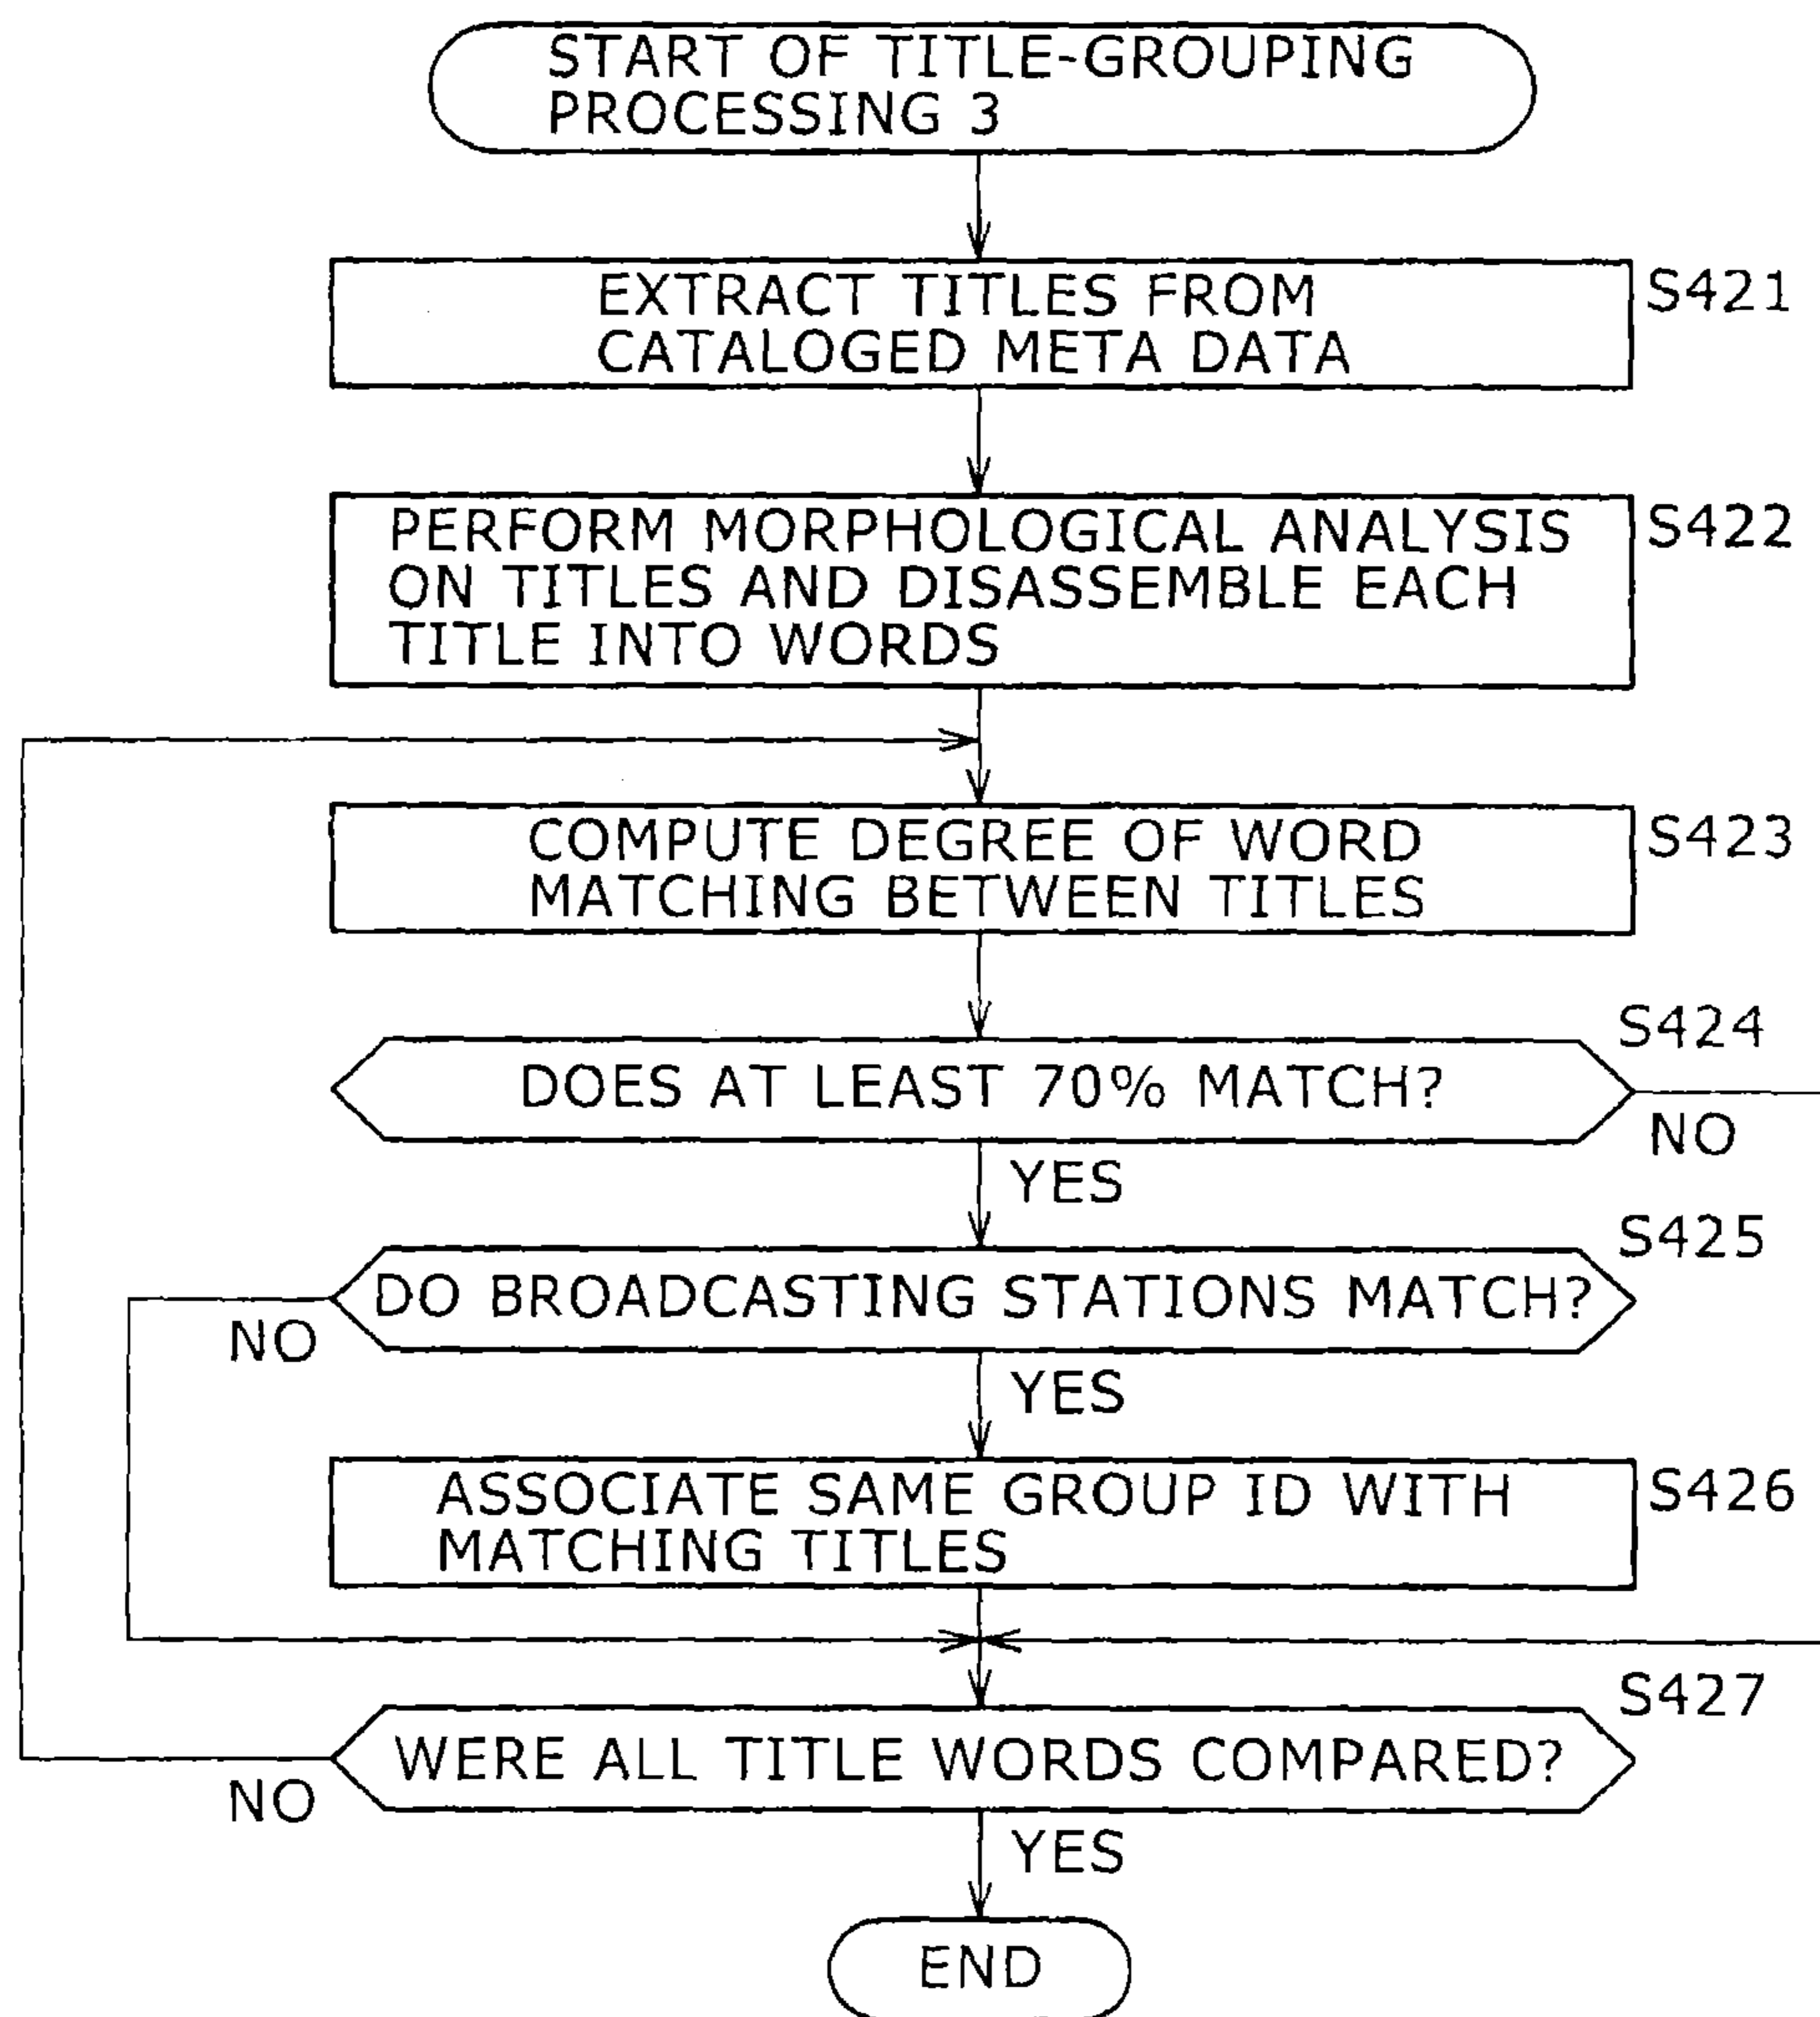 START OF TITLE-GROUPING
PROCESSING 3
EXTRACT TITLES FROM
CATALOGED META DATA
S421
PERFORM MORPHOLOGICAL ANALYSIS
ON TITLES AND DISASSEMBLE EACH
TITLE INTO WORDS
S422
COMPUTE DEGREE OF WORD
MATCHING BETWEEN TITLES
S423
S424
DOES AT LEAST 70% MATCH?
NO
YES
S425
DO BROADCASTING STATIONS MATCH?
NO
YES
ASSOCIATE SAME GROUP ID WITH
MATCHING TITLES
S426
S427
WERE ALL TITLE WORDS COMPARED?
NO
YES
END